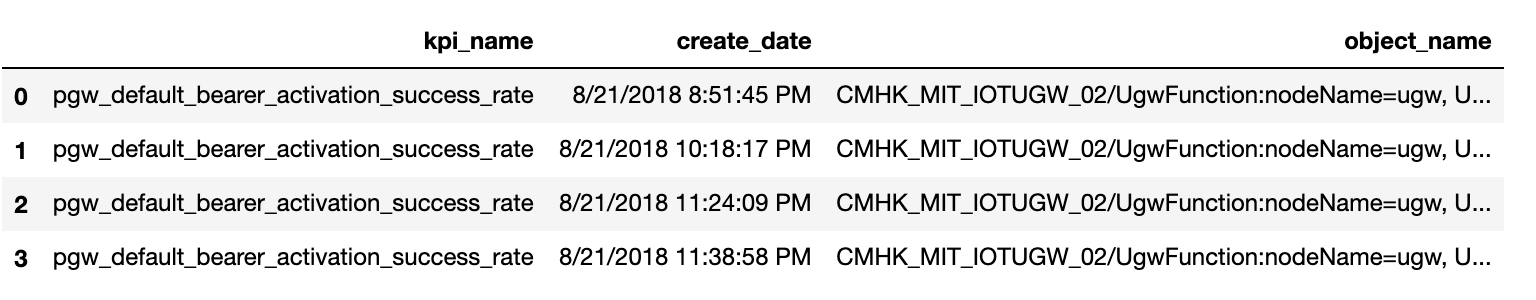 kpi_name create_date object_name
0 pgw_default_bearer_activation_success_rate 8/21/2018 8:51:45 PM CMHK_MIT_IOTUGW_02/UgwFunction:nodeName=ugw, U...
1 pgw_default_bearer_activation_success_rate 8/21/2018 10:18:17 PM CMHK_MIT_IOTUGW_02/UgwFunction:nodeName=ugw, U...
2 pgw_default_bearer_activation_success_rate 8/21/2018 11:24:09 PM CMHK_MIT_IOTUGW_02/UgwFunction:nodeName=ugw, U...
3 pgw_default_bearer_activation_success_rate 8/21/2018 11:38:58 PM CMHK_MIT_IOTUGW_02/UgwFunction:nodeName=ugw, U...